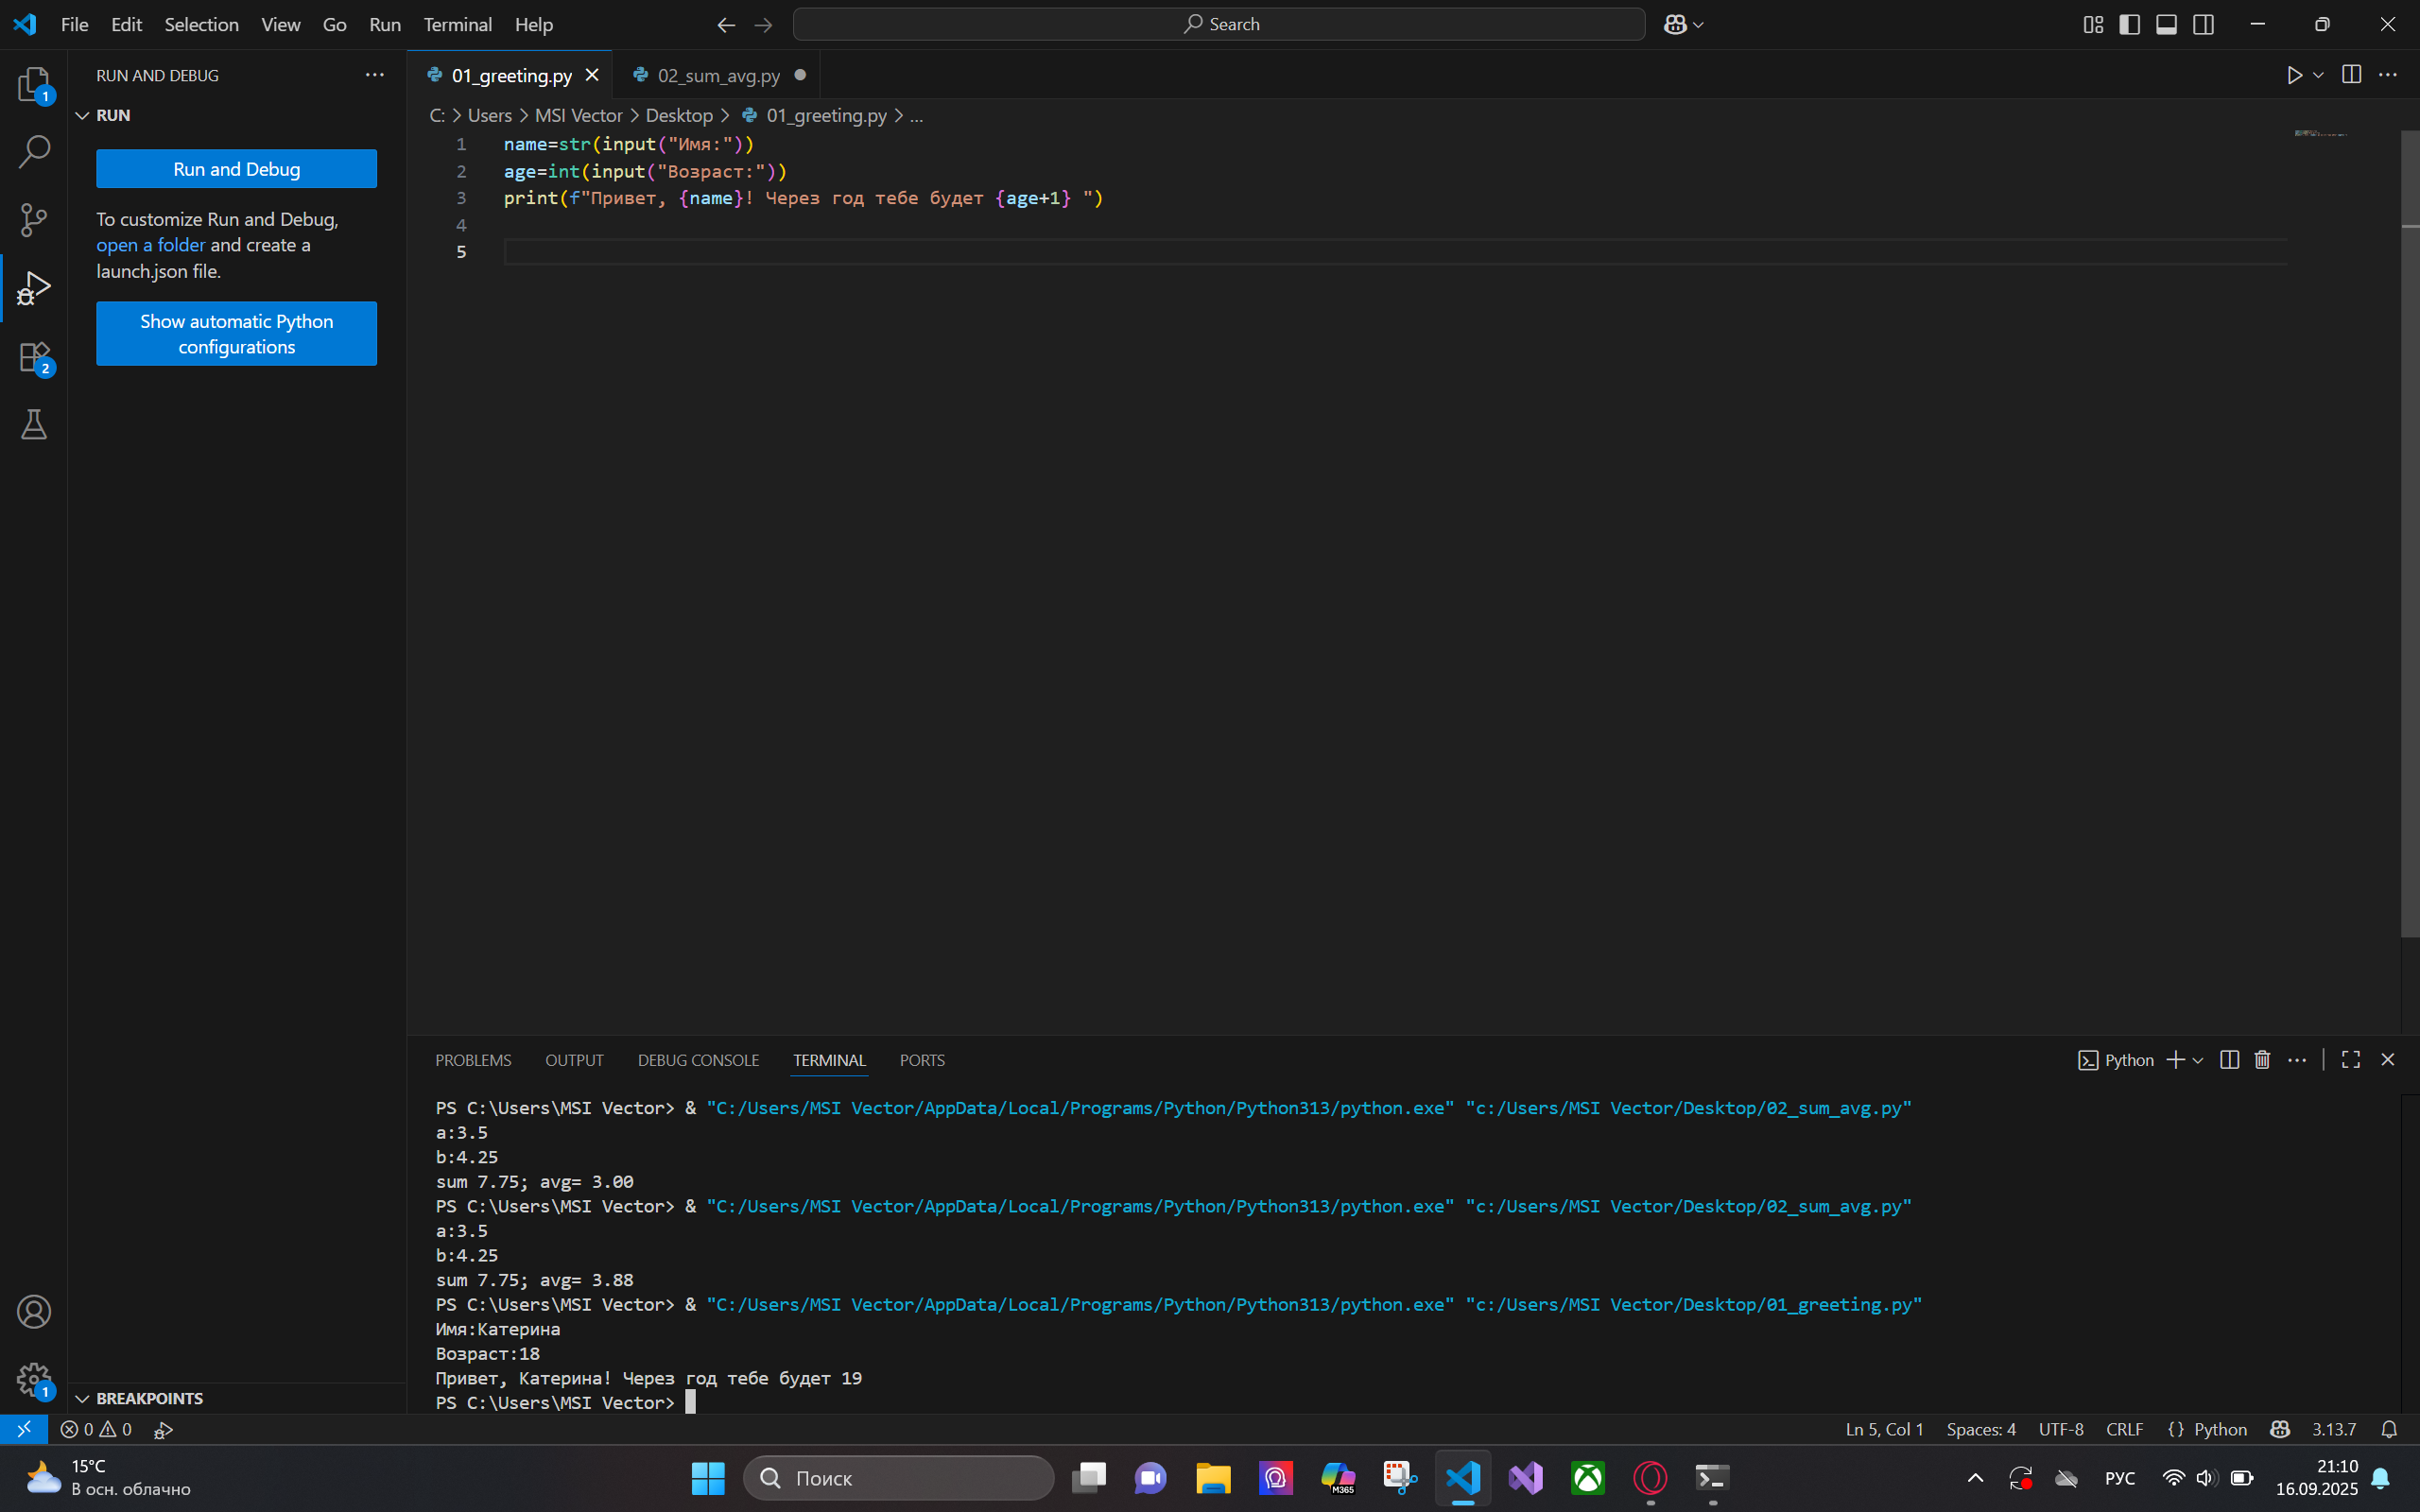 File Edit Selection View Go Run Terminal Help Search
RUN AND DEBUG ···
RUN
Run and Debug
To customize Run and Debug,
open a folder and create a
launch.json file.
Show automatic Python
configurations
1
2
01_greeting.py 02_sum_avg.py
C: > Users > MSI Vector > Desktop > 01_greeting.py > ...
1 name=str(input("Имя:"))
2 age=int(input("Возраст:"))
3 print(f"Привет, {name}! Через год тебе будет {age+1} ")
4
5
PROBLEMS OUTPUT DEBUG CONSOLE TERMINAL PORTS Python
PS C:\Users\MSI Vector> & "C:/Users/MSI Vector/AppData/Local/Programs/Python/Python313/python.exe" "c:/Users/MSI Vector/Desktop/02_sum_avg.py"
a:3.5
b:4.25
sum 7.75; avg= 3.00
PS C:\Users\MSI Vector> & "C:/Users/MSI Vector/AppData/Local/Programs/Python/Python313/python.exe" "c:/Users/MSI Vector/Desktop/02_sum_avg.py"
a:3.5
b:4.25
sum 7.75; avg= 3.88
PS C:\Users\MSI Vector> & "C:/Users/MSI Vector/AppData/Local/Programs/Python/Python313/python.exe" "c:/Users/MSI Vector/Desktop/01_greeting.py"
Имя:Катерина
Возраст:18
Привет, Катерина! Через год тебе будет 19
PS C:\Users\MSI Vector>
1
BREAKPOINTS
0 0 Ln 5, Col 1 Spaces: 4 UTF-8 CRLF {} Python 3.13.7
15°C
В осн. облачно
Поиск
M365
РУС
21:10
16.09.2025